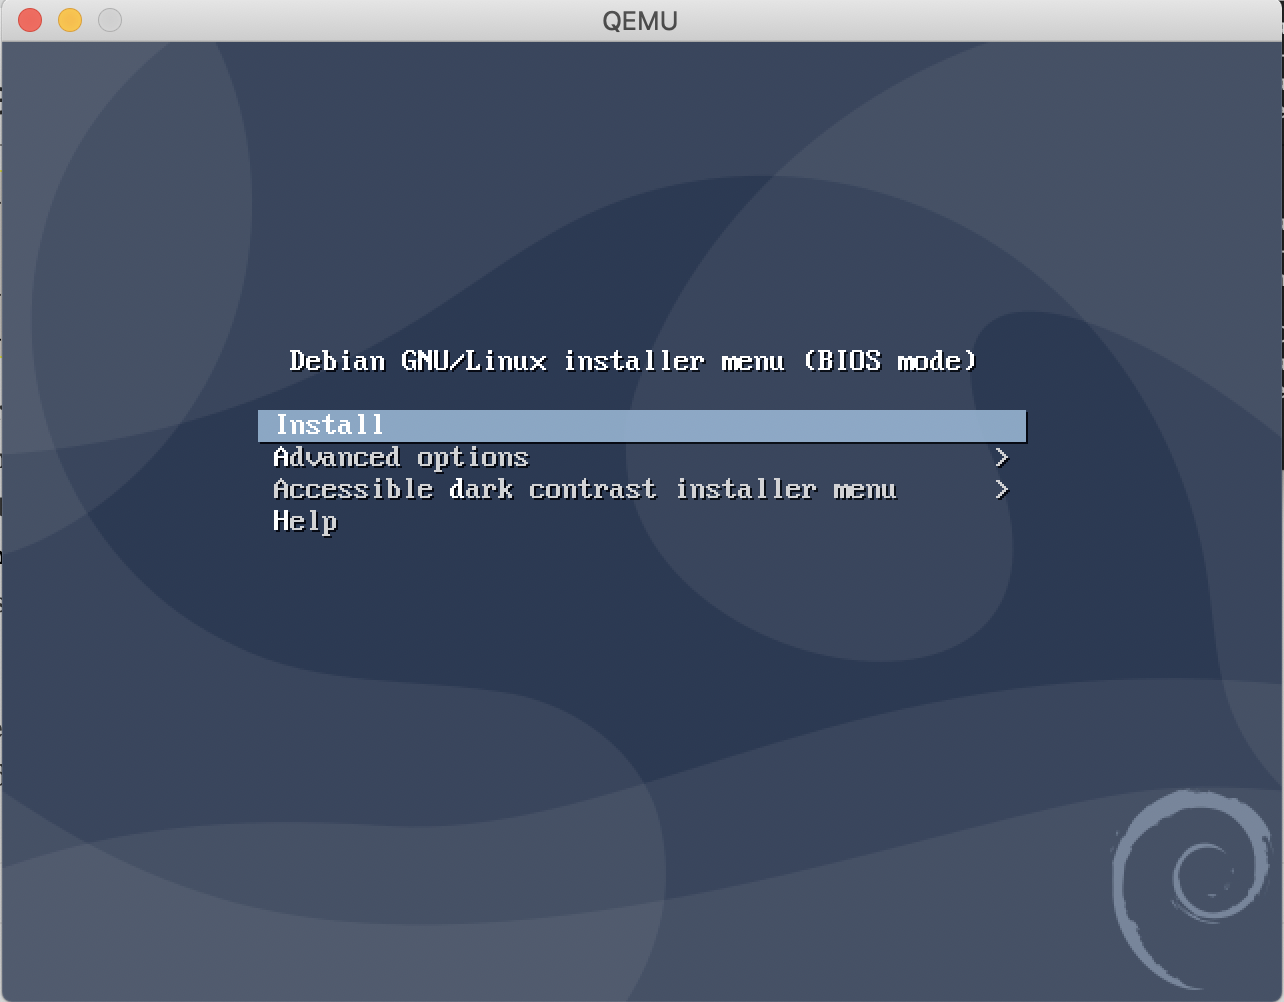 QEMU
Debian GNU/Linux installer menu (BIOS mode)
Install
Advanced options >
Accessible dark contrast installer menu >
Help